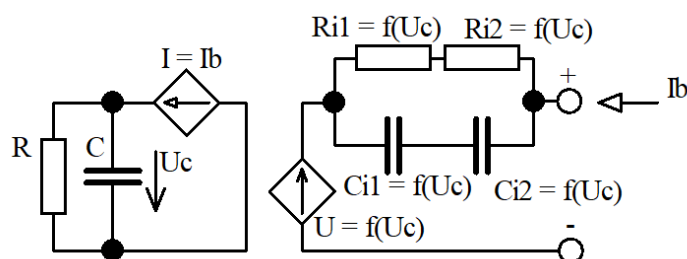 Ri1 = f(Uc) Ri2 = f(Uc)
I = Ib
+
Ib
R
C
Uc
Ci1 = f(Uc)
Ci2 = f(Uc)
U = f(Uc)
-